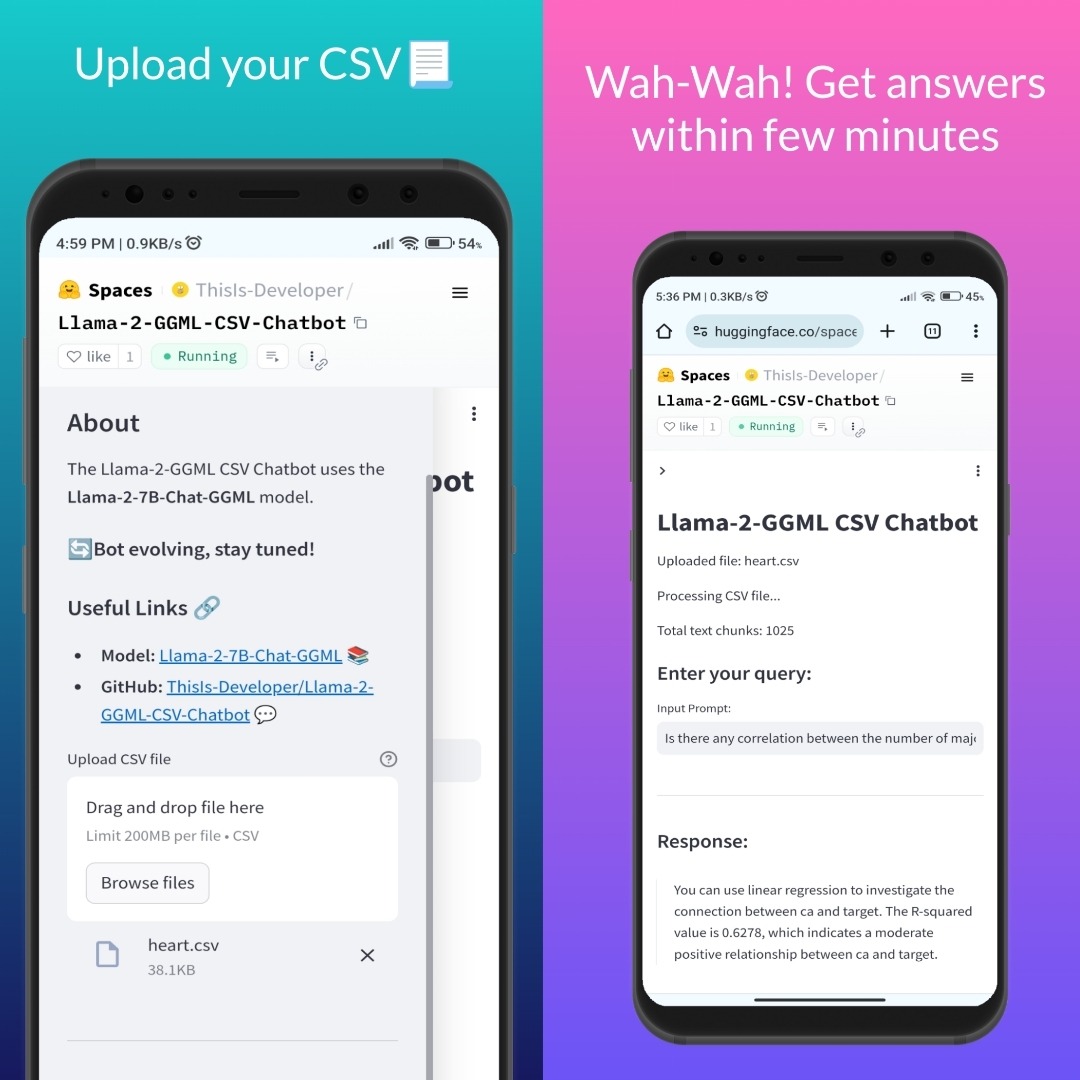 Upload your CSV
4:59 PM | 0.9KB/s
54%
Spaces
ThisIs-Developer/
Llama-2-GGML-CSV-Chatbot
like 1
Running
About
The Llama-2-GGML CSV Chatbot uses the
Llama-2-7B-Chat-GGML model.
Bot evolving, stay tuned!
Useful Links
• Model: Llama-2-7B-Chat-GGML
• GitHub: ThisIs-Developer/Llama-2-
GGML-CSV-Chatbot
Upload CSV file
Drag and drop file here
Limit 200MB per file • CSV
Browse files
heart.csv
38.1KB
bot
Wah-Wah! Get answers
within few minutes
5:36 PM | 0.3KB/s
45%
huggingface.co/space
11
Spaces
ThisIs-Developer/
Llama-2-GGML-CSV-Chatbot
like 1
Running
Llama-2-GGML CSV Chatbot
Uploaded file: heart.csv
Processing CSV file...
Total text chunks: 1025
Enter your query:
Input Prompt:
Is there any correlation between the number of maj
Response:
You can use linear regression to investigate the
connection between ca and target. The R-squared
value is 0.6278, which indicates a moderate
positive relationship between ca and target.